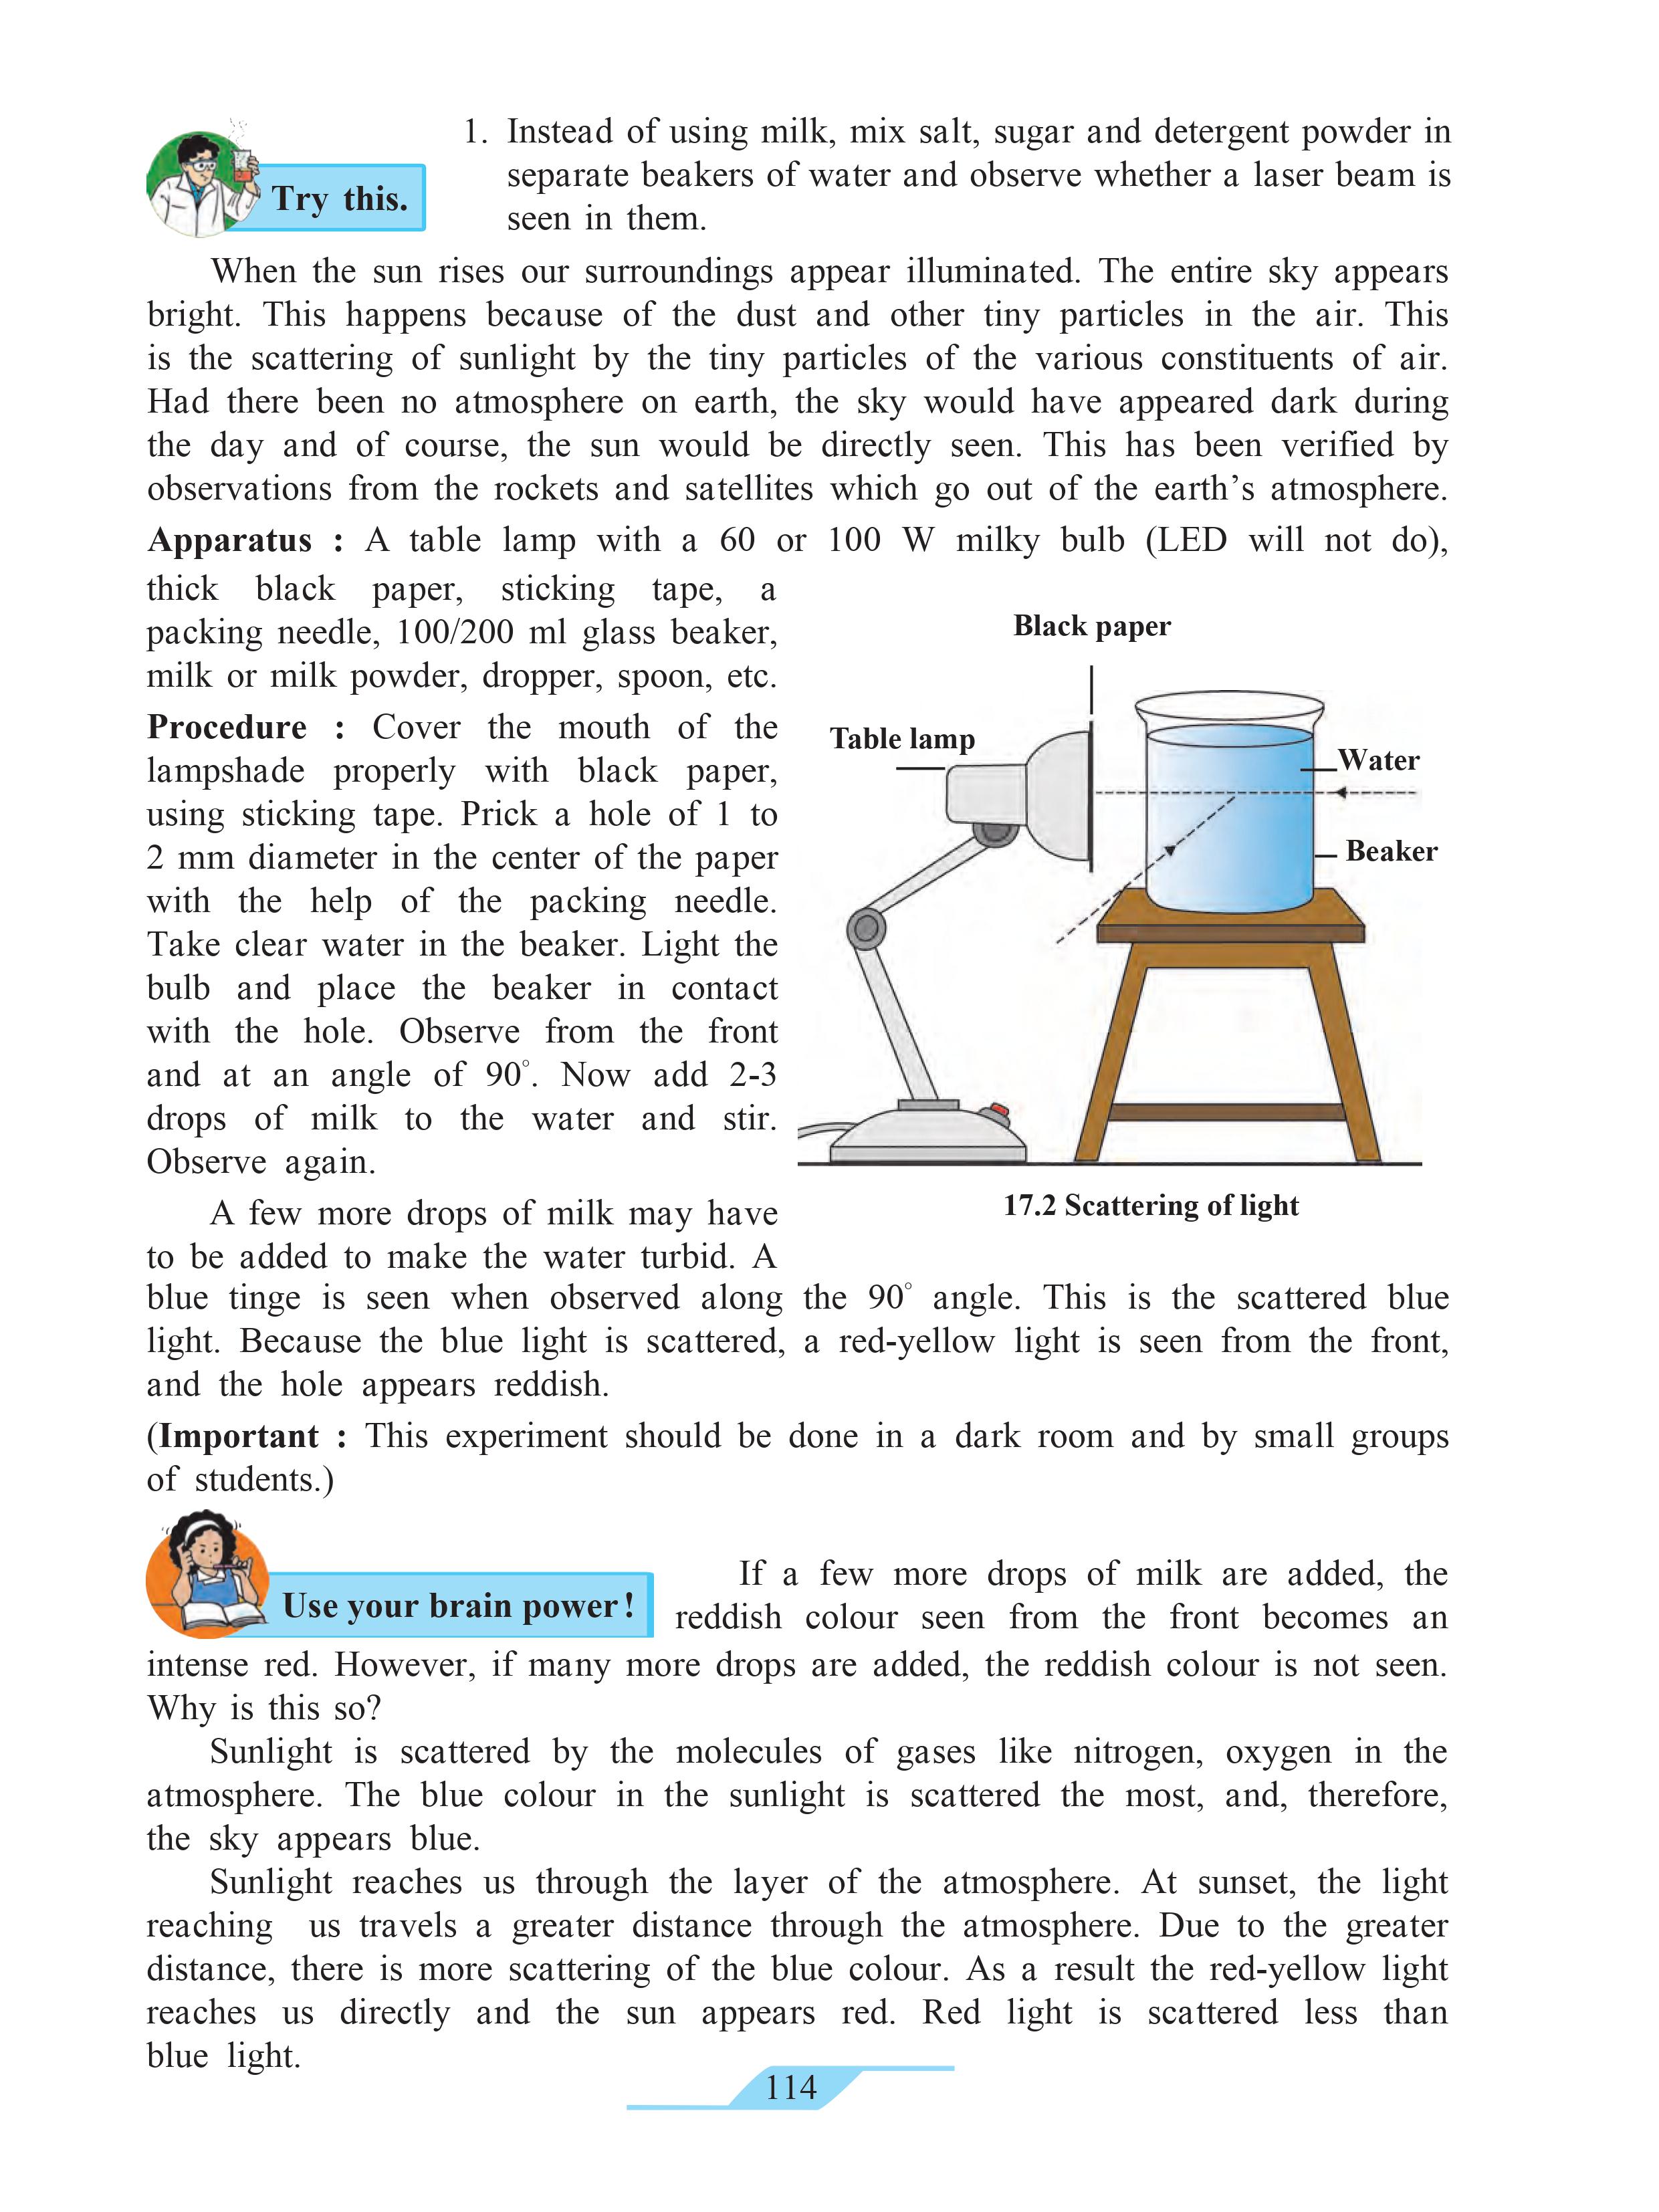 1. Instead of using milk, mix salt, sugar and detergent powder in
separate beakers of water and observe whether a laser beam is
seen in them.
Try this.
When the sun rises our surroundings appear illuminated. The entire sky appears
bright. This happens because of the dust and other tiny particles in the air. This
is the scattering of sunlight by the tiny particles of the various constituents of air.
Had there been no atmosphere on earth, the sky would have appeared dark during
the day and of course, the sun would be directly seen. This has been verified by
observations from the rockets and satellites which go out of the earth's atmosphere.
Apparatus : A table lamp with a 60 or 100 W milky bulb (LED will not do),
thick black paper, sticking tape, a
packing needle, 100/200 ml glass beaker,
milk or milk powder, dropper, spoon, etc.
Procedure : Cover the mouth of the
lampshade properly with black paper,
using sticking tape. Prick a hole of 1 to
2 mm diameter in the center of the paper
with the help of the packing needle.
Take clear water in the beaker. Light the
bulb and place the beaker in contact
with the hole. Observe from the front
and at an angle of 90°. Now add 2-3
drops of milk to the water and stir.
Observe again.
Black paper
Table lamp
Water
Beaker
17.2 Scattering of light
A few more drops of milk may have
to be added to make the water turbid. A
blue tinge is seen when observed along the 90° angle. This is the scattered blue
light. Because the blue light is scattered, a red-yellow light is seen from the front,
and the hole appears reddish.
(Important : This experiment should be done in a dark room and by small groups
of students.)
Use your brain power!
If a few more drops of milk are added, the
reddish colour seen from the front becomes an
intense red. However, if many more drops are added, the reddish colour is not seen.
Why is this so?
Sunlight is scattered by the molecules of gases like nitrogen, oxygen in the
atmosphere. The blue colour in the sunlight is scattered the most, and, therefore,
the sky appears blue.
Sunlight reaches us through the layer of the atmosphere. At sunset, the light
reaching us travels a greater distance through the atmosphere. Due to the greater
distance, there is more scattering of the blue colour. As a result the red-yellow light
reaches us directly and the sun appears red. Red light is scattered less than
blue light.
114